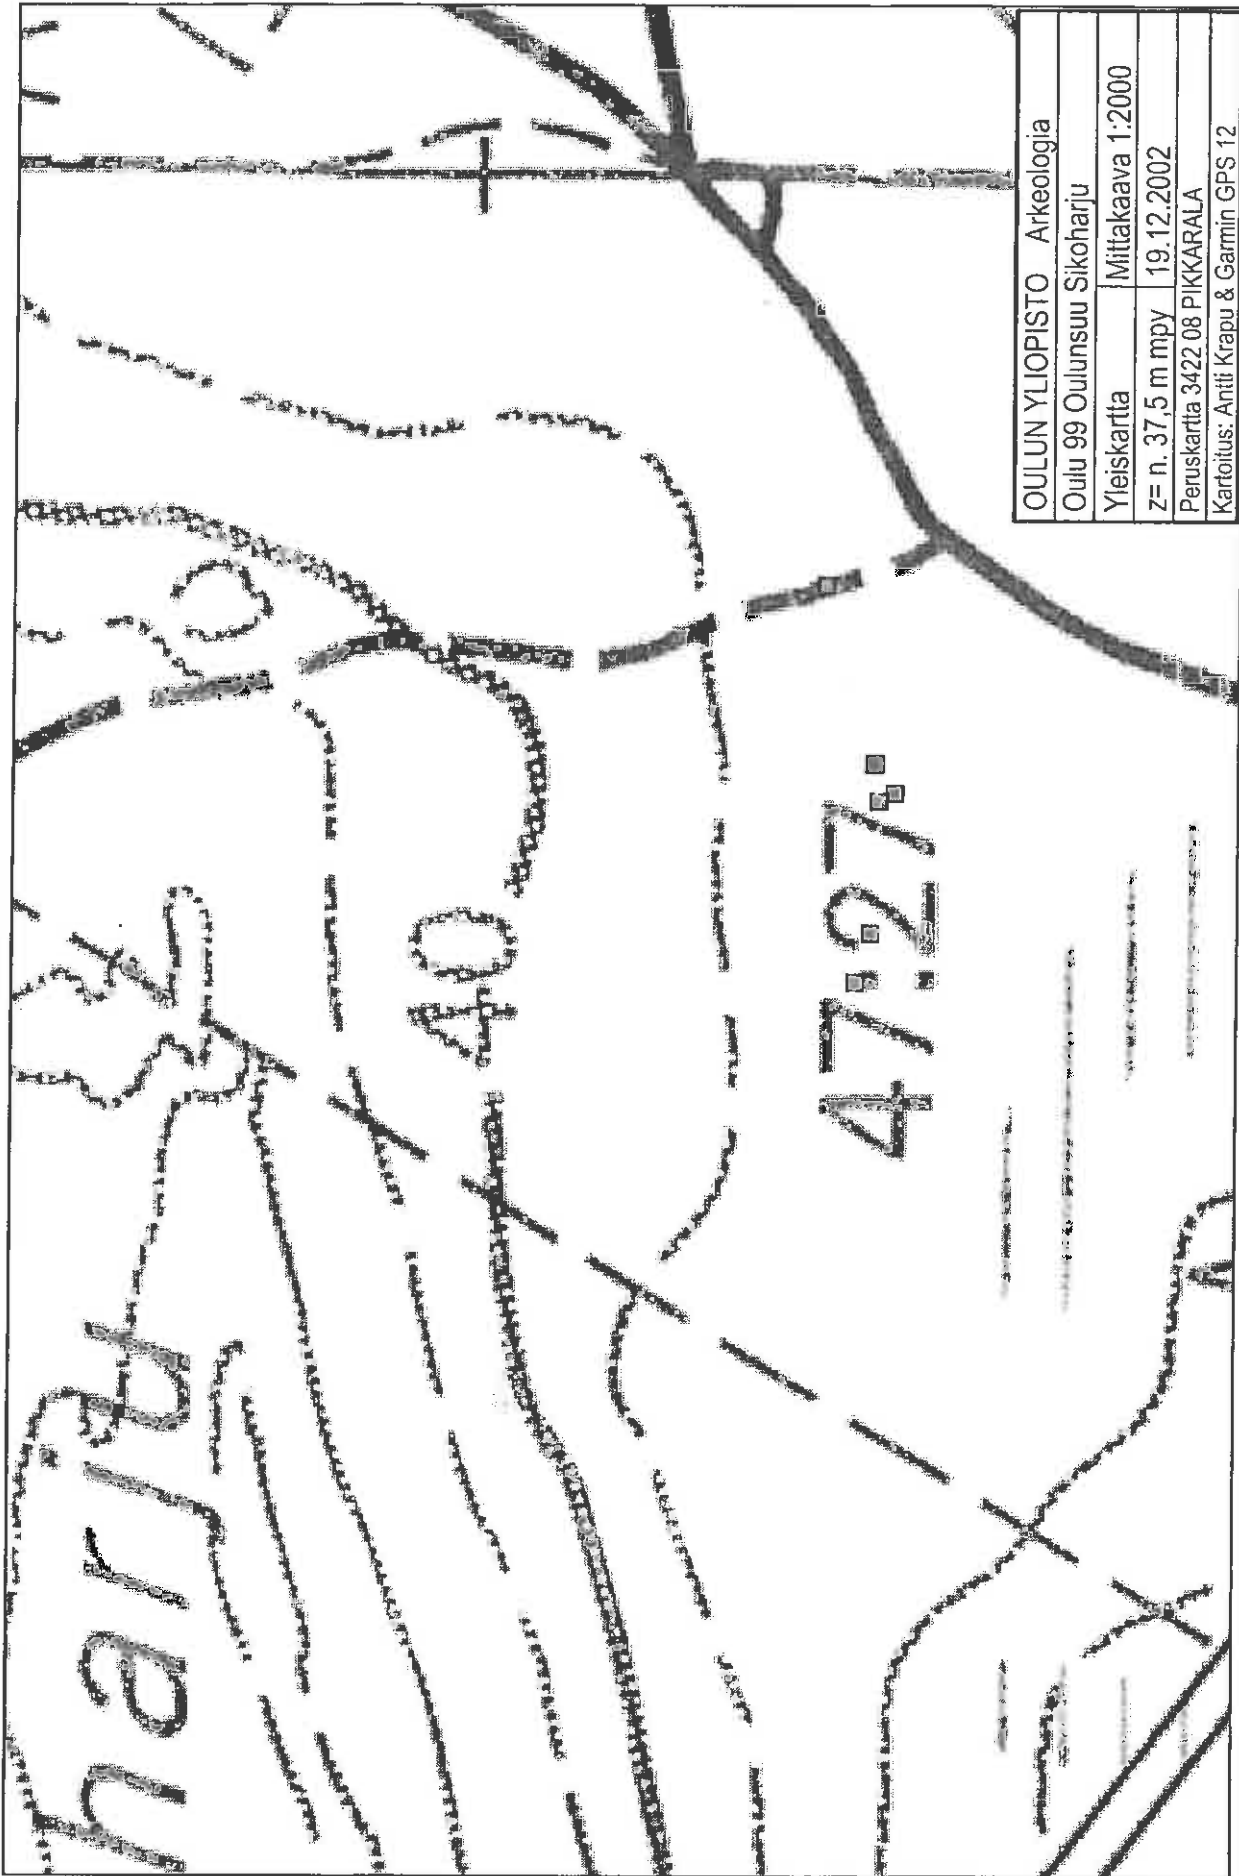 harju
40
47:27
OULUN YLIOPISTO Arkeologia
Oulu 99 Oulunsuu Sikoharju
Yleiskartta Mittakaava 1:2000
z= n. 37,5 m mpy 19.12.2002
Peruskartta 3422 08 PIKKARALA
Kartoitus: Antti Krapu & Garmin GPS 12